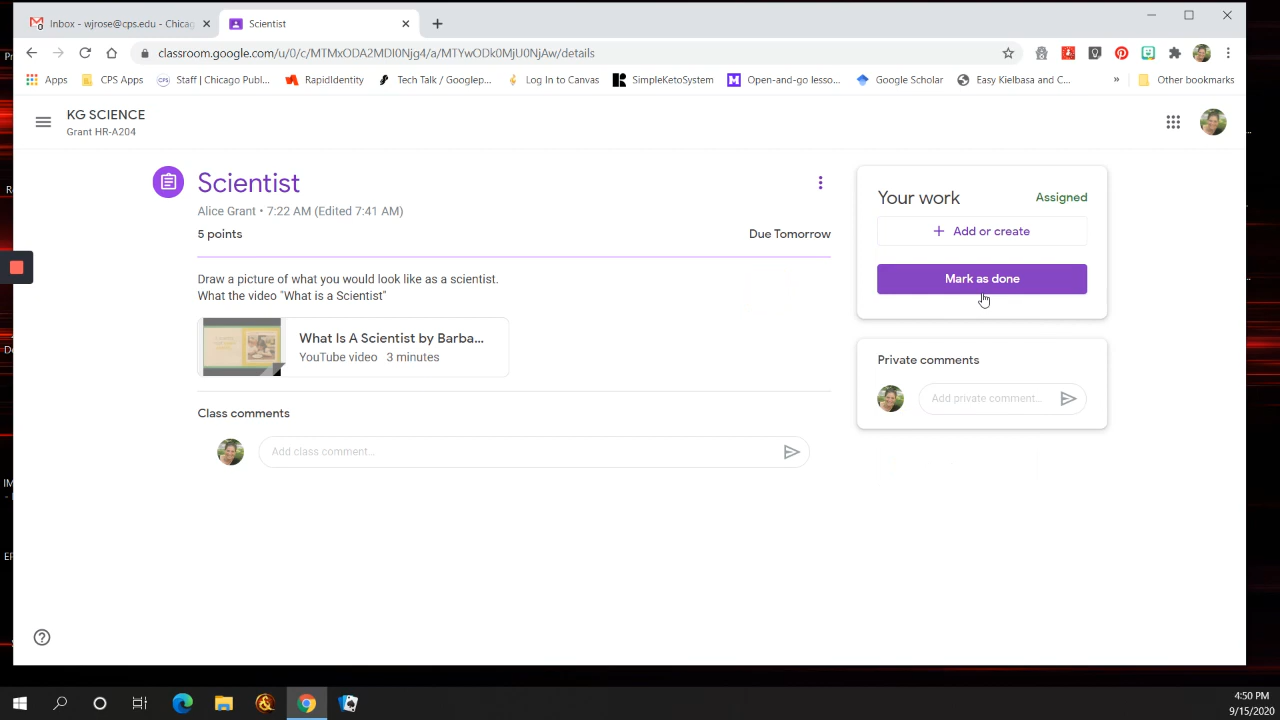 Inbox - wjrose@cps.edu - Chicag
Scientist
classroom.google.com/u/0/c/MTMxODA2MDI0Njg4/a/MTYwODk0MjU0NjAw/details
Apps
CPS Apps
Staff | Chicago Publ...
RapidIdentity
Tech Talk / Googlep...
Log In to Canvas
SimpleKetoSystem
Open-and-go lesso...
Google Scholar
Easy Kielbasa and C...
»
Other bookmarks
KG SCIENCE
Grant HR-A204
Scientist
Alice Grant • 7:22 AM (Edited 7:41 AM)
5 points
Due Tomorrow
Draw a picture of what you would look like as a scientist.
What the video "What is a Scientist"
What Is A Scientist by Barba...
YouTube video 3 minutes
Class comments
Add class comment...
Your work
Assigned
+ Add or create
Mark as done
Private comments
Add private comment...
4:50 PM
9/15/2020